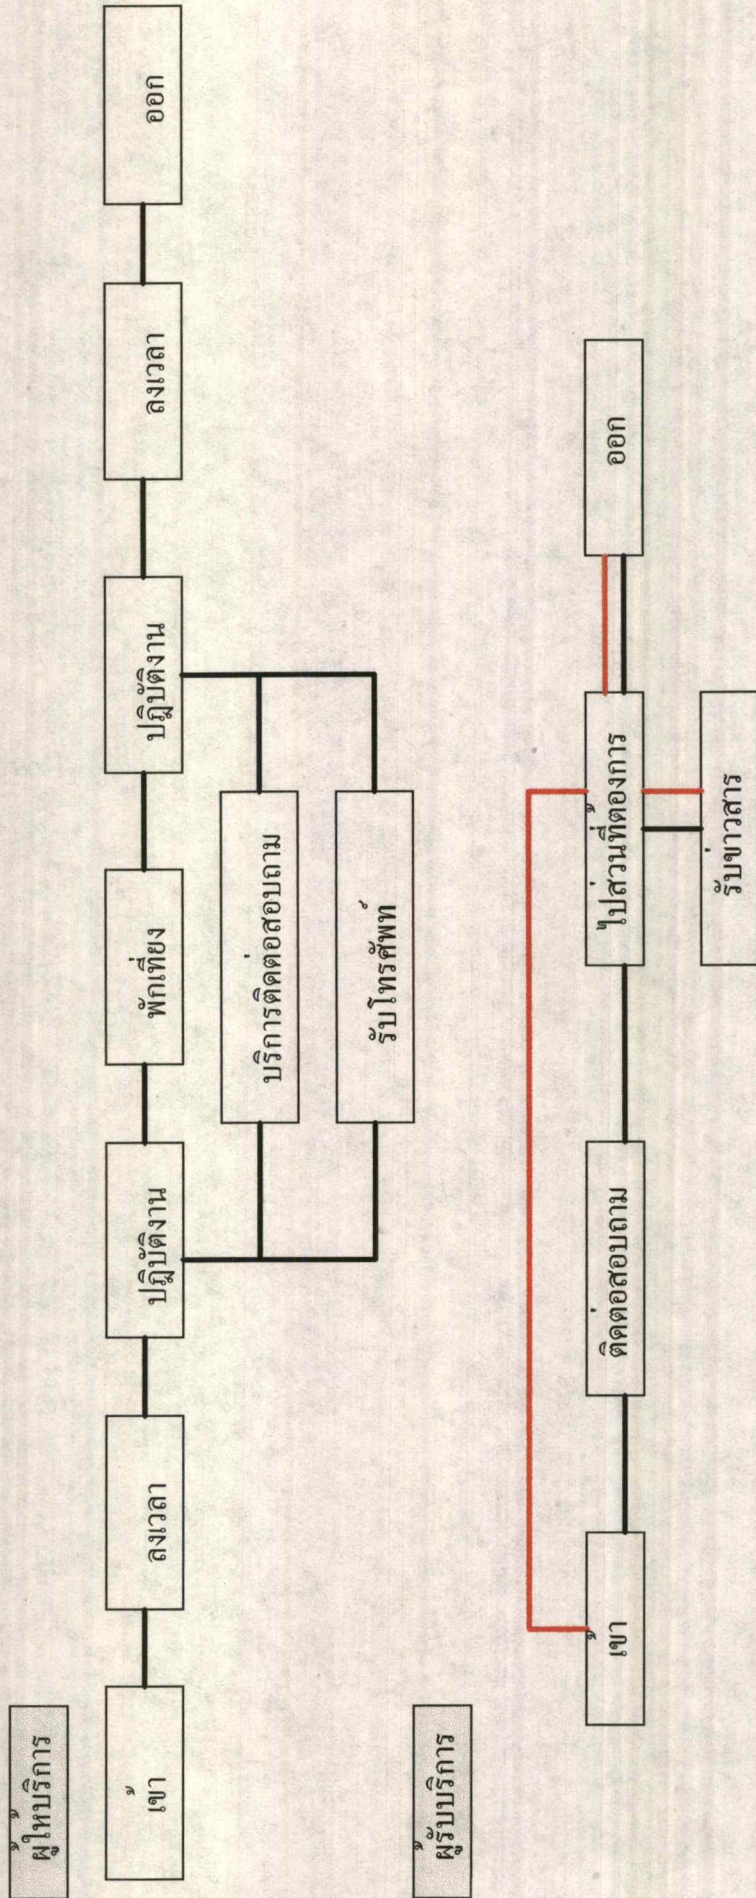 ผู้ให้บริการ
เข้า
ลงเวลา
ปฏิบัติงาน
พักเที่ยง
ปฏิบัติงาน
ลงเวลา
ออก
บริการติดต่อสอบถาม
รับโทรศัพท์
ผู้รับบริการ
เข้า
ติดต่อสอบถาม
ไปส่วนที่ต้องการ
ออก
รับข่าวสาร